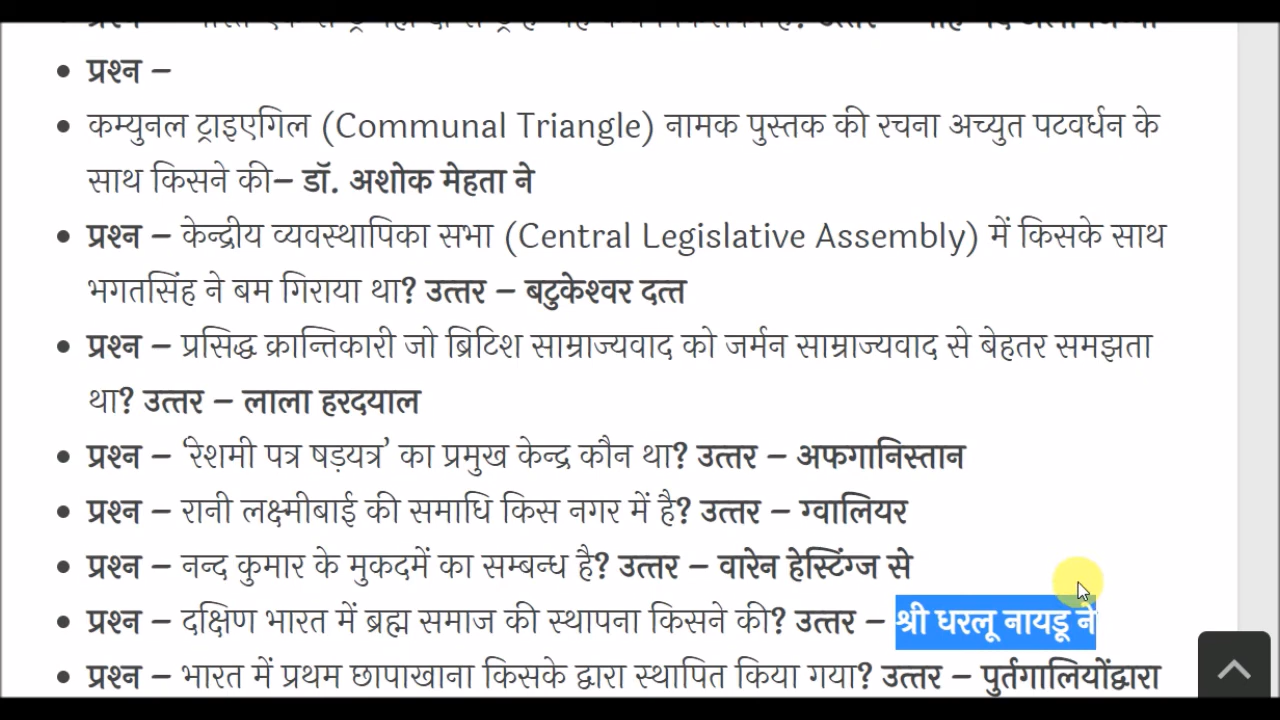 प्रश्न –
कम्युनल ट्राइएगिल (Communal Triangle) नामक पुस्तक की रचना अच्युत पटवर्धन के
साथ किसने की– डॉ. अशोक मेहता ने
प्रश्न – केन्द्रीय व्यवस्थापिका सभा (Central Legislative Assembly) में किसके साथ
भगतसिंह ने बम गिराया था? उत्तर – बटुकेश्वर दत्त
प्रश्न – प्रसिद्ध क्रान्तिकारी जो ब्रिटिश साम्राज्यवाद को जर्मन साम्राज्यवाद से बेहतर समझता
था? उत्तर – लाला हरदयाल
प्रश्न – ‘रेशमी पत्र षड़यत्र’ का प्रमुख केन्द्र कौन था? उत्तर – अफगानिस्तान
प्रश्न – रानी लक्ष्मीबाई की समाधि किस नगर में है? उत्तर – ग्वालियर
प्रश्न – नन्द कुमार के मुकदमें का सम्बन्ध है? उत्तर – वारेन हेस्टिंग्ज से
प्रश्न – दक्षिण भारत में ब्रह्म समाज की स्थापना किसने की? उत्तर – श्री धरलू नायडू ने
प्रश्न – भारत में प्रथम छापाखाना किसके द्वारा स्थापित किया गया? उत्तर – पुर्तगालियोंद्वारा